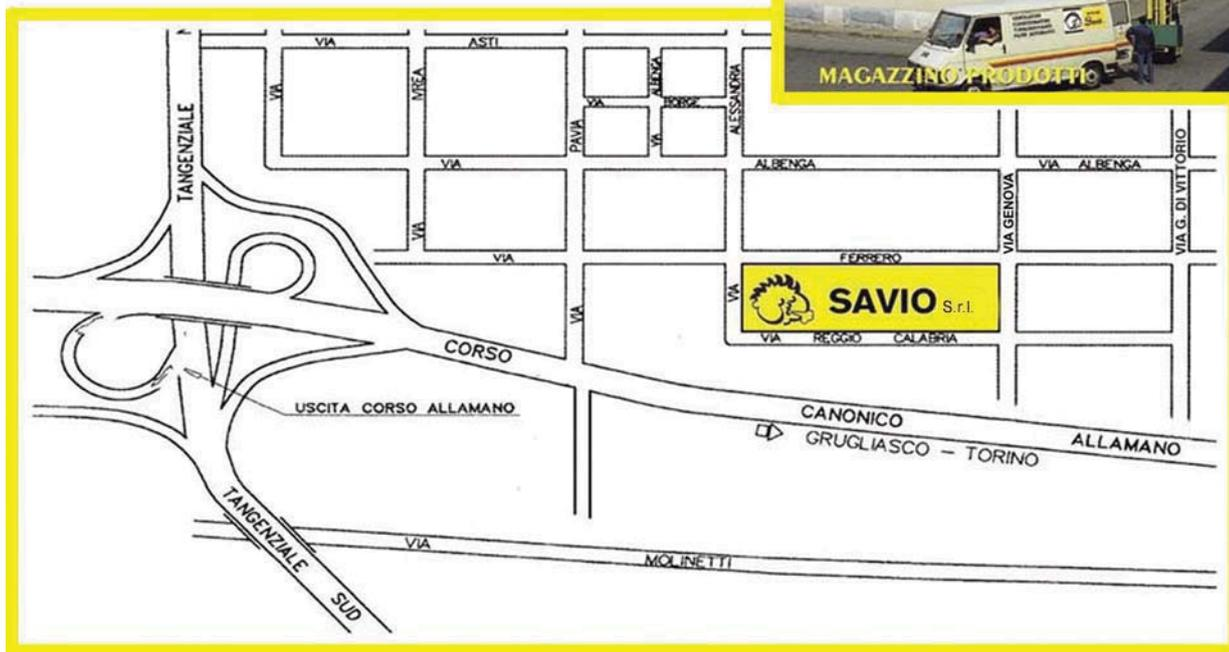 MAGAZZINO PRODOTTI
VIA ASTI
VIA
IVREA
ALBENGA
VIA BORGE
VIA
TANGENZIALE
PAVIA
ALESSANDRIA
VIA
ALBENGA
VIA ALBENGA
VIA G. DI VITTORIO
VIA GENOVA
VIA
VIA
FERRERO
VIA
SAVIO S.r.l.
VIA
VIA REGGIO CALABRIA
CORSO
USCITA CORSO ALLAMANO
CANONICO
ALLAMANO
GRUGLIASCO – TORINO
TANGENZIALE
SUD
VIA
MOLINETTI